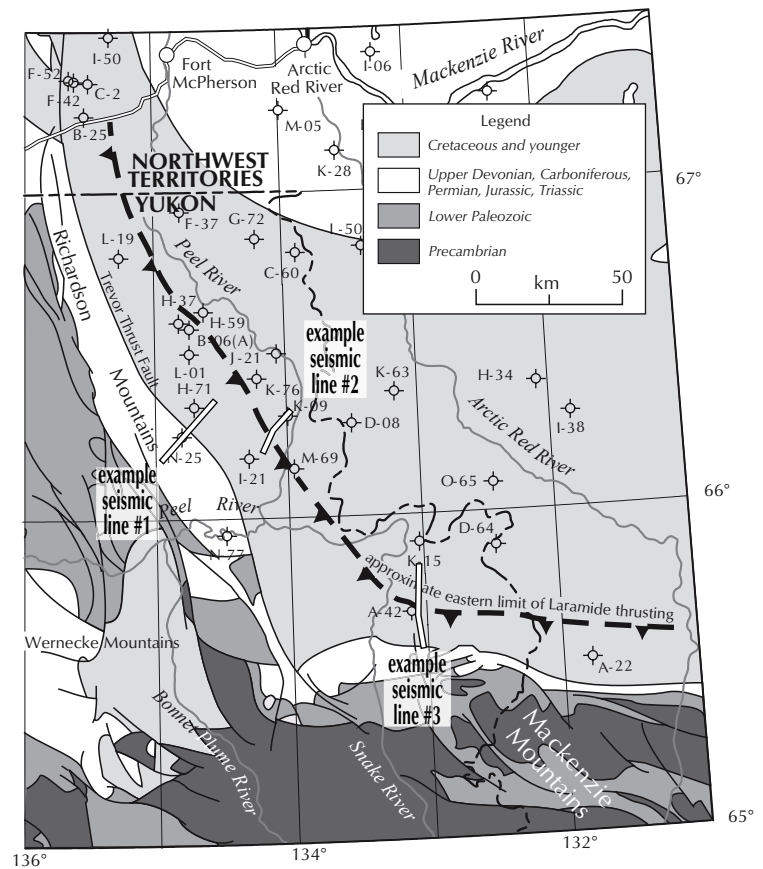 I-50
Fort
McPherson
Arctic
Red River
I-06
Mackenzie River
F-52
F-42
C-2
B-25
M-05
K-28
Legend
Cretaceous and younger
Upper Devonian, Carboniferous,
Permian, Jurassic, Triassic
Lower Paleozoic
Precambrian
0 km 50
67°
NORTHWEST
TERRITORIES
YUKON
F-37
G-72
L-50
L-19
C-60
Peel River
Richardson
Mountains
Trevor Thrust Fault
H-37
H-59
B-06(A)
J-21
L-01
H-71
K-76
K-09
example
seismic
line #2
K-63
H-34
D-08
I-38
Arctic Red River
N-25
I-21
M-69
O-65
66°
example
seismic
line #1
Peel River
N-77
D-64
K-15
approximate eastern limit of Laramide thrusting
A-42
A-22
Wernecke Mountains
example
seismic
line #3
Bonnet Plume River
Snake River
Mackenzie
Mountains
65°
136°
134°
132°